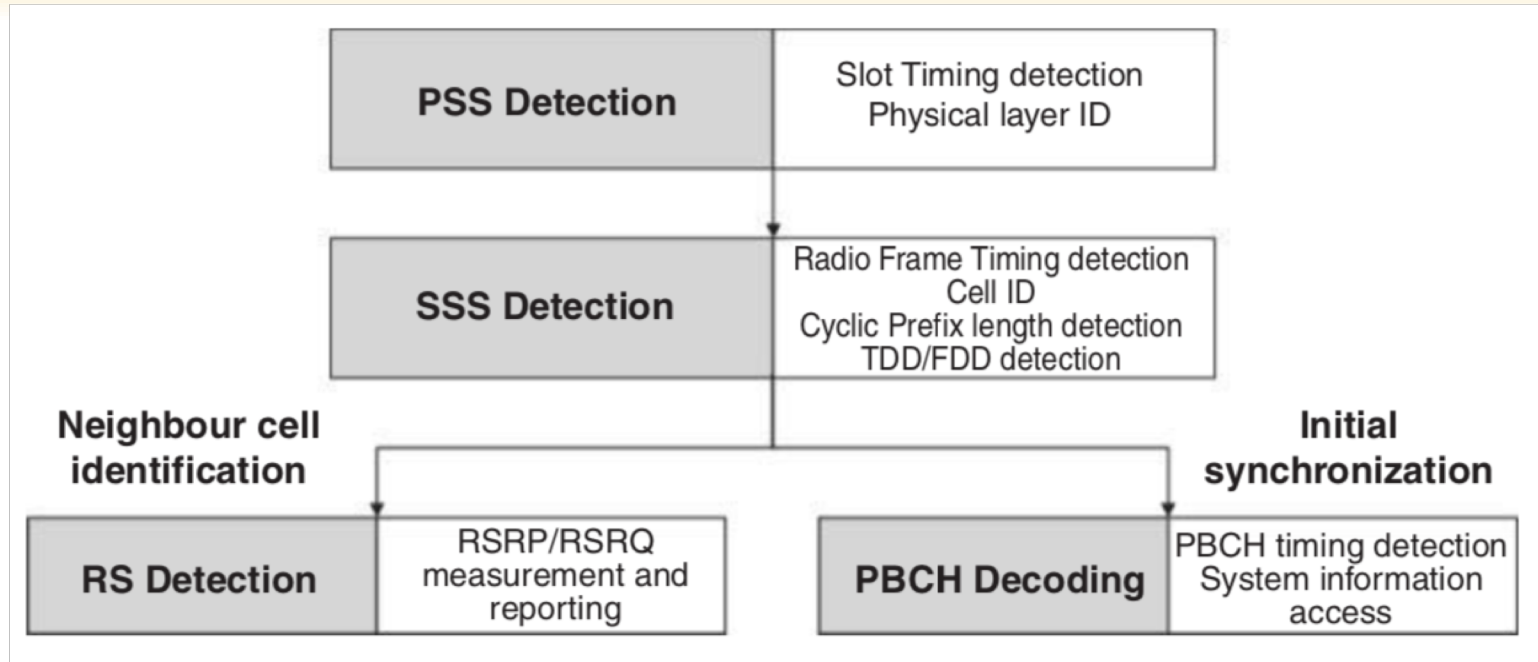 PSS Detection
Slot Timing detection
Physical layer ID
SSS Detection
Radio Frame Timing detection
Cell ID
Cyclic Prefix length detection
TDD/FDD detection
Neighbour cell
identification
Initial
synchronization
RS Detection
RSRP/RSRQ
measurement and
reporting
PBCH Decoding
PBCH timing detection
System information
access